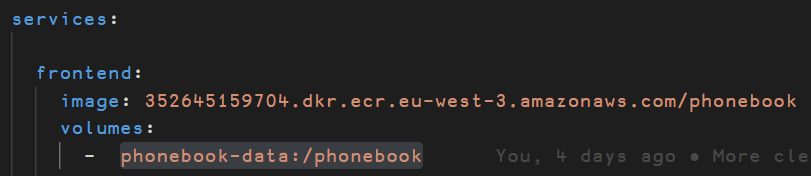 services:
frontend:
image: 352645159704.dkr.ecr.eu-west-3.amazonaws.com/phonebook
volumes:
- phonebook-data:/phonebook You, 4 days ago • More cle